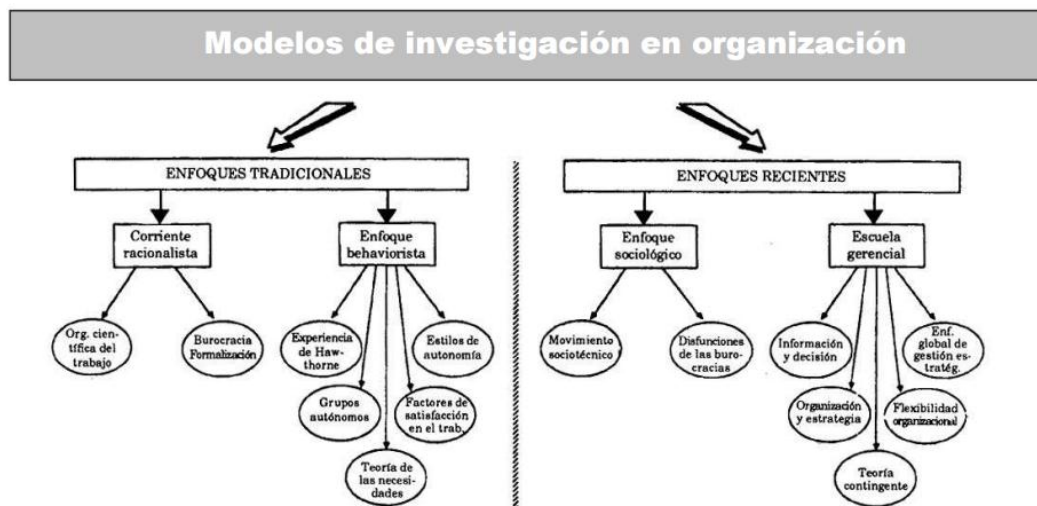 Modelos de investigación en organización
ENFOQUES TRADICIONALES
ENFOQUES RECIENTES
Corriente
racionalista
Enfoque
behaviorista
Enfoque
sociológico
Escuela
gerencial
Org. cien-
tífica del
trabajo
Burocracia
Formalización
Experiencia
de Haw-
thorne
Estilos de
autonomía
Grupos
autónomos
Factores de
satisfacción
en el trab.
Teoría de
las necesi-
dades
Movimiento
sociotécnico
Disfunciones
de las buro-
cracias
Información
y decisión
Enf.
global de
gestión es-
tratég.
Organización
y estrategia
Flexibilidad
organizacional
Teoría
contingente